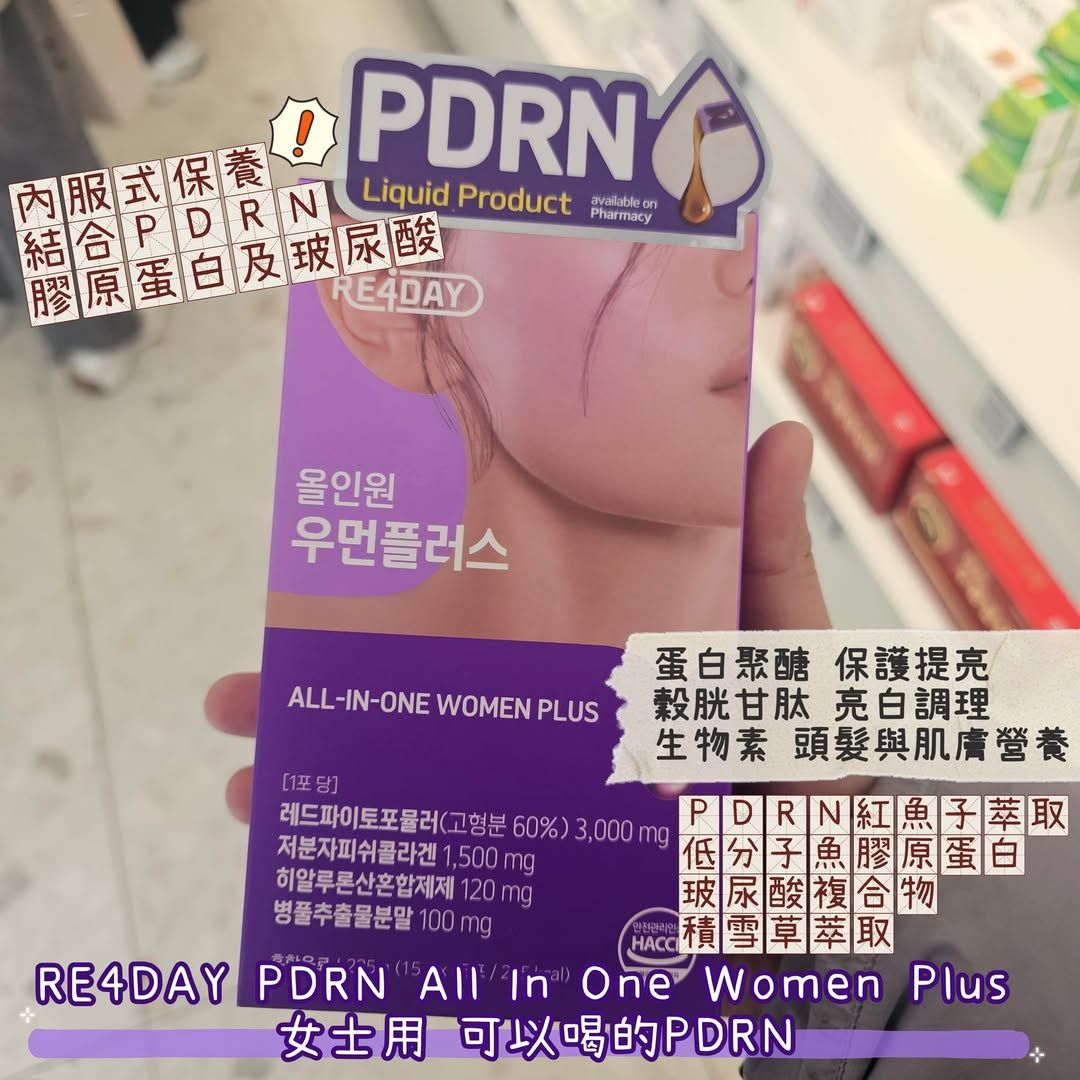 PDRN
Liquid Product
available on
Pharmacy
!
內服式保養
結合PDRN
膠原蛋白及玻尿酸
RE4DAY
올인원
우먼플러스
蛋白聚醣 保護提亮
穀胱甘肽 亮白調理
生物素 頭髮與肌膚營養
ALL-IN-ONE WOMEN PLUS
[1포 당]
레드파이토포뮬러(고형분 60%) 3,000 mg
저분자피쉬콜라겐 1,500 mg
히알루론산혼합제제 120 mg
병풀추출물분말 100 mg
PDRN紅魚子萃取
低分子魚膠原蛋白
玻尿酸複合物
積雪草萃取
안전관리인
HACC
RE4DAY PDRN All In One Women Plus
女士用 可以喝的PDRN